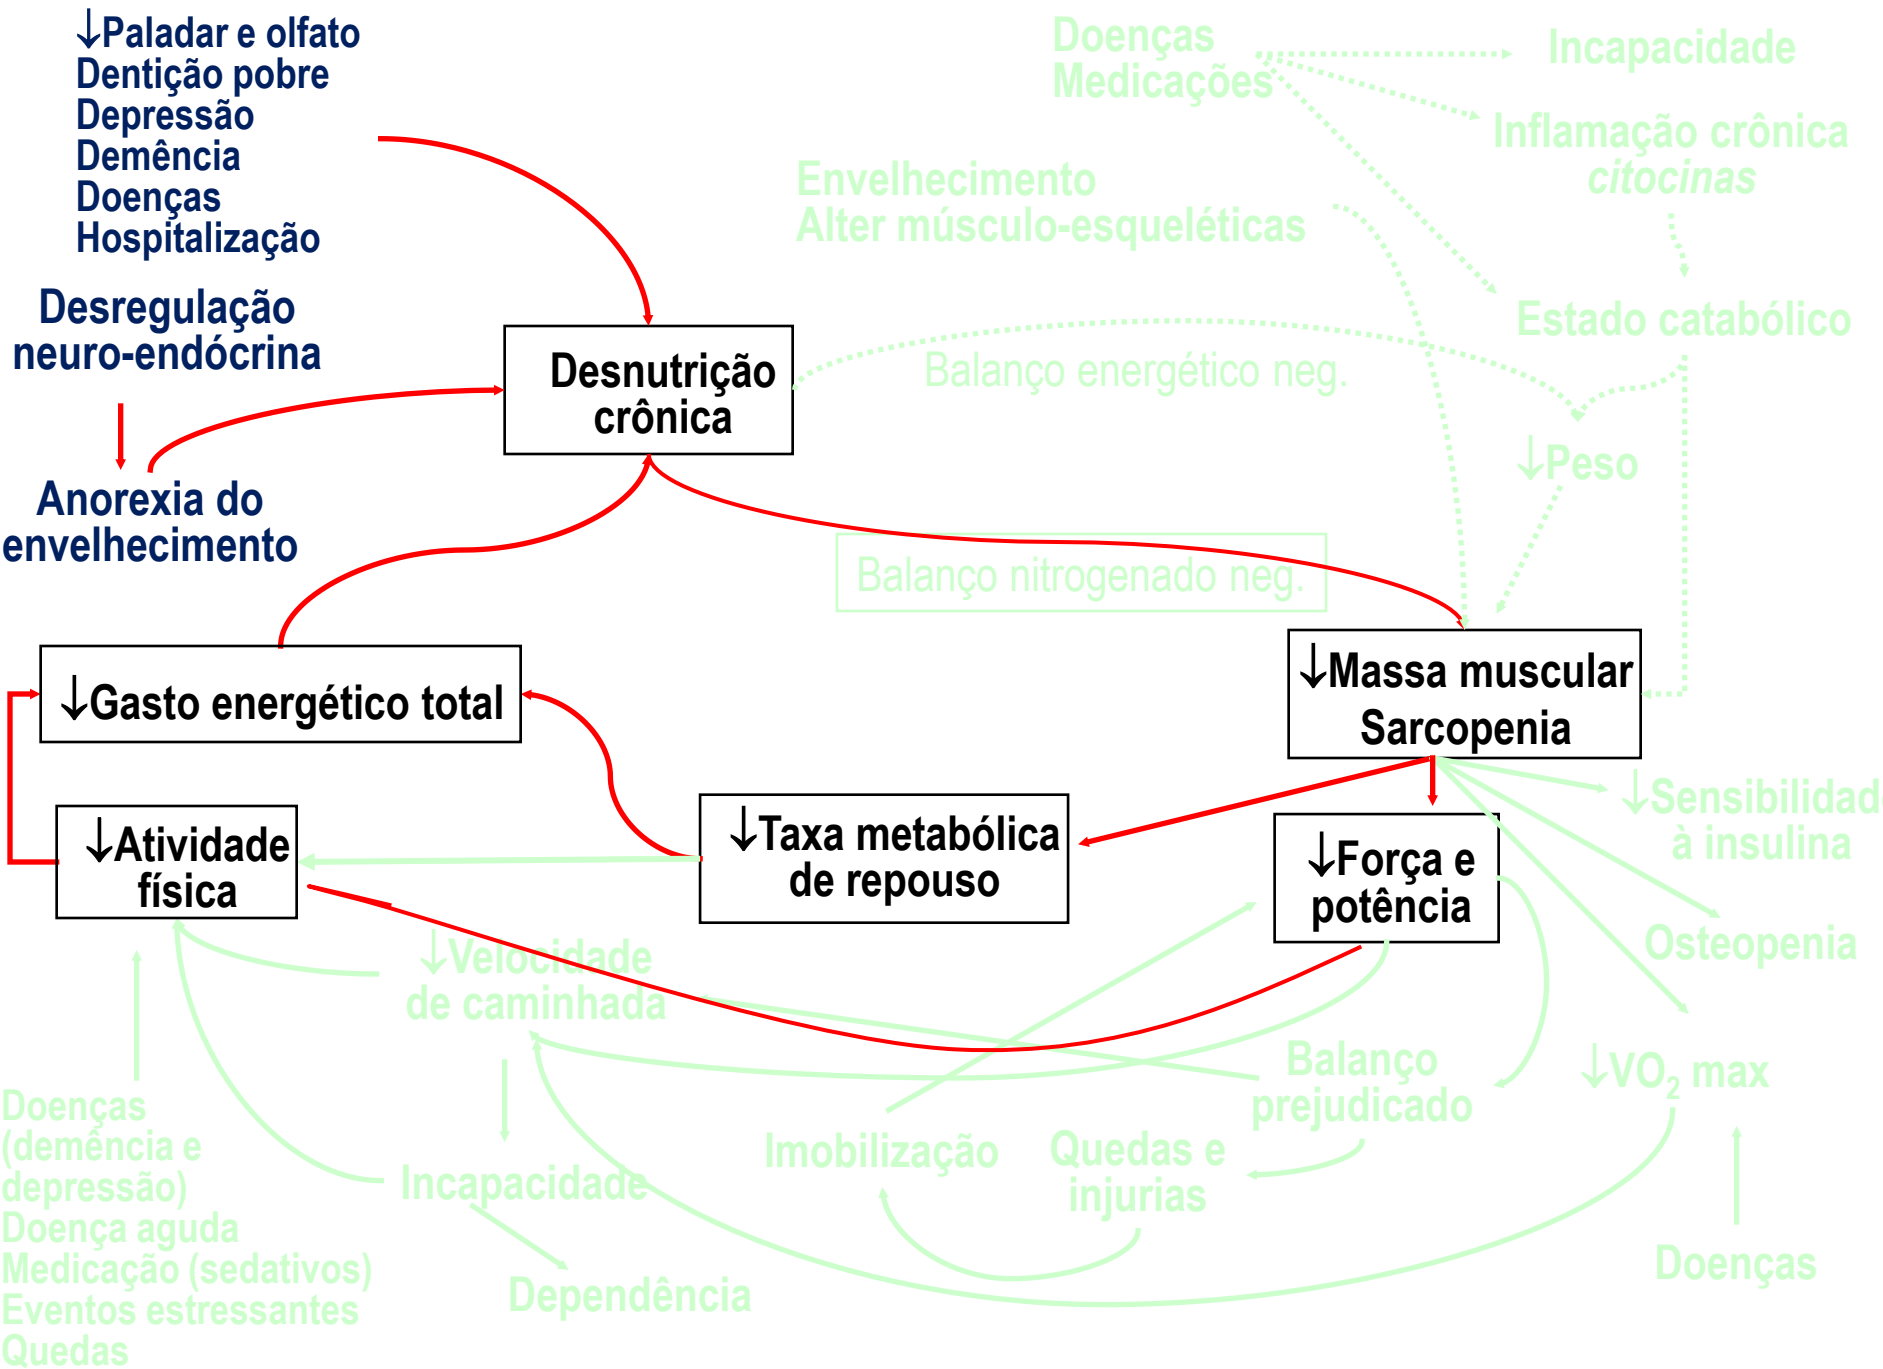 ↓Paladar e olfato
Dentição pobre
Depressão
Demência
Doenças
Hospitalização
Desregulação
neuro-endócrina
Anorexia do
envelhecimento
Doenças
Medicações
Incapacidade
Inflamação crônica
citocinas
Envelhecimento
Alter músculo-esqueléticas
Estado catabólico
Desnutrição
crônica
Balanço energético neg.
↓Peso
Balanço nitrogenado neg.
↓Gasto energético total
↓Massa muscular
Sarcopenia
↓Atividade
física
↓Taxa metabólica
de repouso
↓Força e
potência
↓Sensibilidad
à insulina
Osteopenia
↓Velocidade
de caminhada
Balanço
prejudicado
↓VO₂ max
Doenças
(demência e
depressão)
Doença aguda
Medicação (sedativos)
Eventos estressantes
Quedas
Incapacidade
Imobilização
Quedas e
injurias
Dependência
Doenças